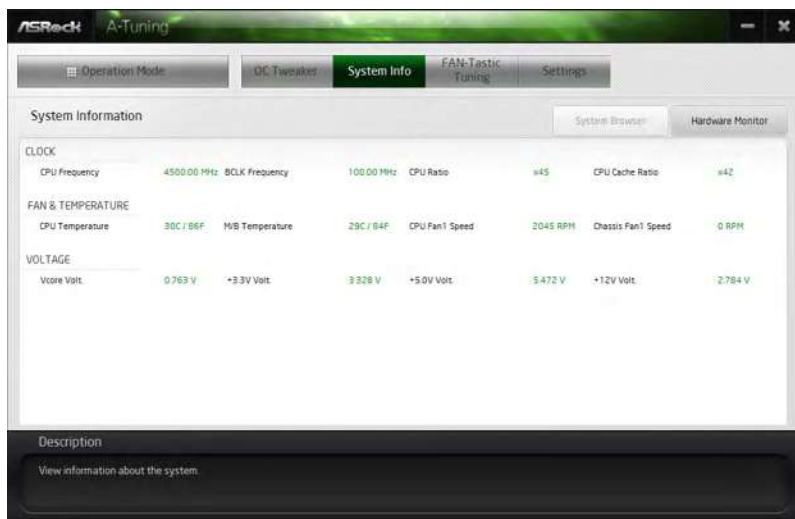 ASRock A-Tuning
Operation Mode OC Tweaker System Info FAN-Tastic Tuning Settings
System Information System Browser Hardware Monitor
CLOCK
CPU Frequency 4500.00 MHz BCLK Frequency 100.00 MHz CPU Ratio x45 CPU Cache Ratio x42
FAN & TEMPERATURE
CPU Temperature 30C / 86F M/B Temperature 29C / 84F CPU Fan1 Speed 2045 RPM Chassis Fan1 Speed 0 RPM
VOLTAGE
Vcore Volt. 0.763 V +3.3V Volt. 3.328 V +5.0V Volt. 5.472 V +12V Volt. 2.784 V
Description
View information about the system.